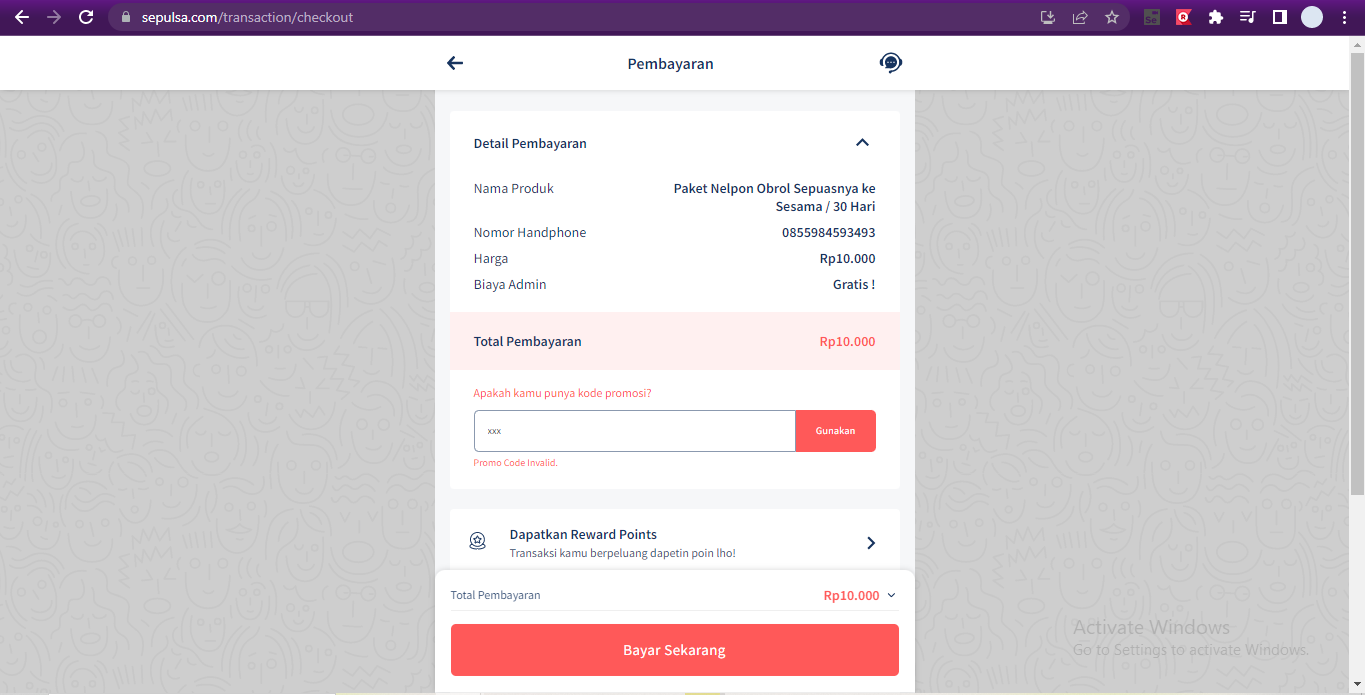 sepulsa.com/transaction/checkout
Se
R
Pembayaran
Detail Pembayaran
Nama Produk
Paket Nelpon Obrol Sepuasnya ke
Sesama / 30 Hari
Nomor Handphone
0855984593493
Harga
Rp10.000
Biaya Admin
Gratis !
Total Pembayaran
Rp10.000
Apakah kamu punya kode promosi?
xxx
Gunakan
Promo Code Invalid.
Dapatkan Reward Points
Transaksi kamu berpeluang dapetin poin lho!
Total Pembayaran
Rp10.000
Bayar Sekarang
Activate Windows
Go to Settings to activate Windows.